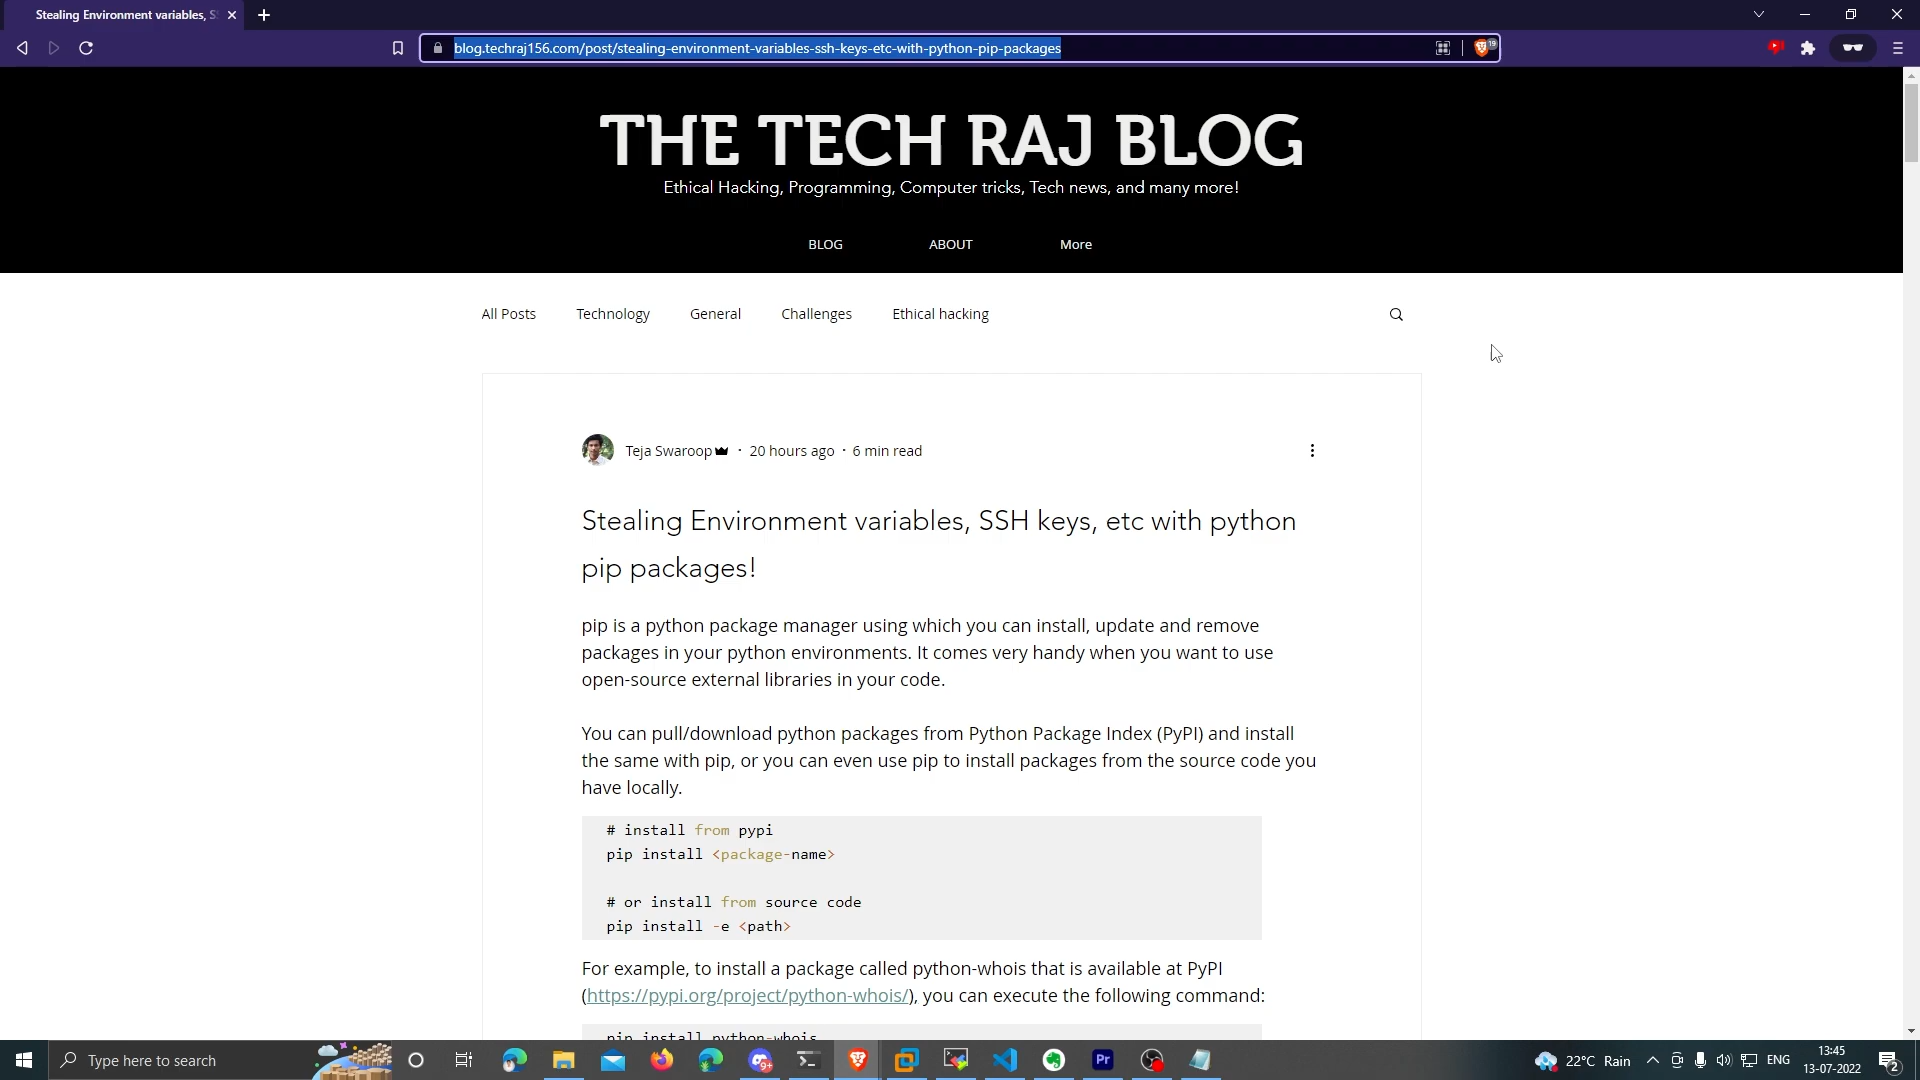 Stealing Environment variables, S
blog.techraj156.com/post/stealing-environment-variables-ssh-keys-etc-with-python-pip-packages
19
THE TECH RAJ BLOG
Ethical Hacking, Programming, Computer tricks, Tech news, and many more!
BLOG ABOUT More
All Posts Technology General Challenges Ethical hacking
Teja Swaroop · 20 hours ago · 6 min read
Stealing Environment variables, SSH keys, etc with python
pip packages!
pip is a python package manager using which you can install, update and remove
packages in your python environments. It comes very handy when you want to use
open-source external libraries in your code.
You can pull/download python packages from Python Package Index (PyPI) and install
the same with pip, or you can even use pip to install packages from the source code you
have locally.
# install from pypi
pip install <package-name>
# or install from source code
pip install -e <path>
For example, to install a package called python-whois that is available at PyPI
(https://pypi.org/project/python-whois/), you can execute the following command:
pip install python-whois
Type here to search
9+
Pr
22°C Rain
ENG
13:45
13-07-2022
2